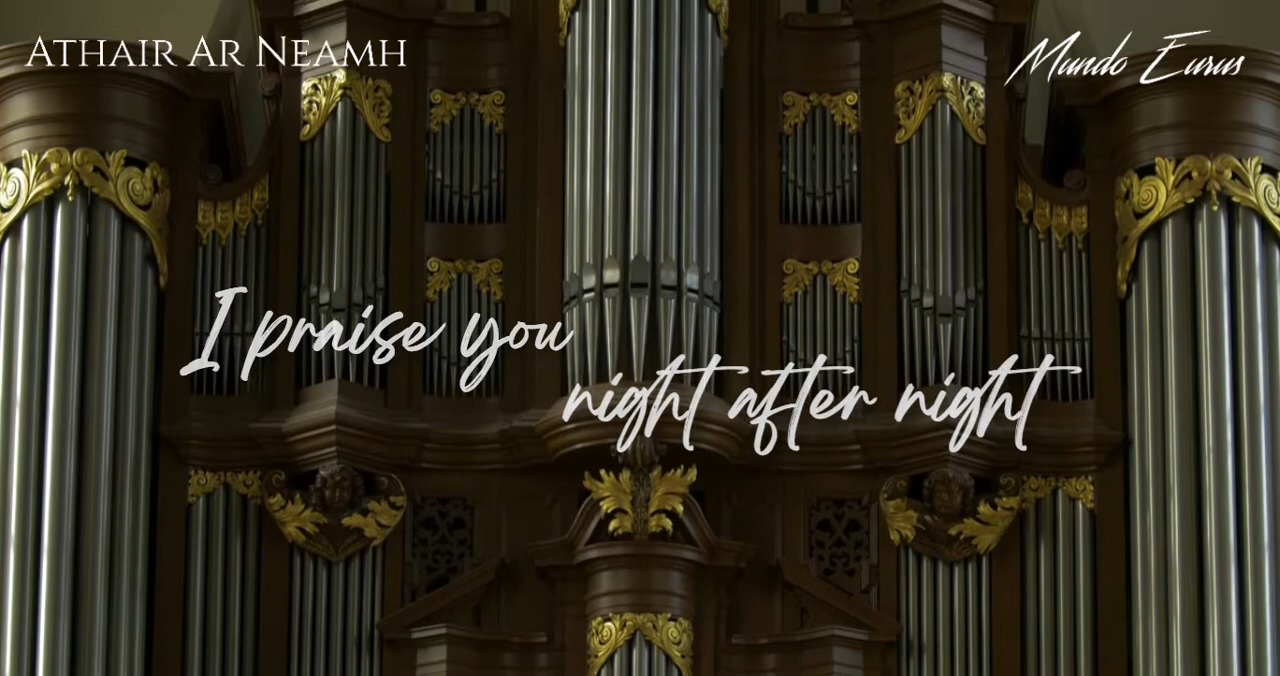 Athair Ar Neamh
Mundo Eurus
I praise you
night after night